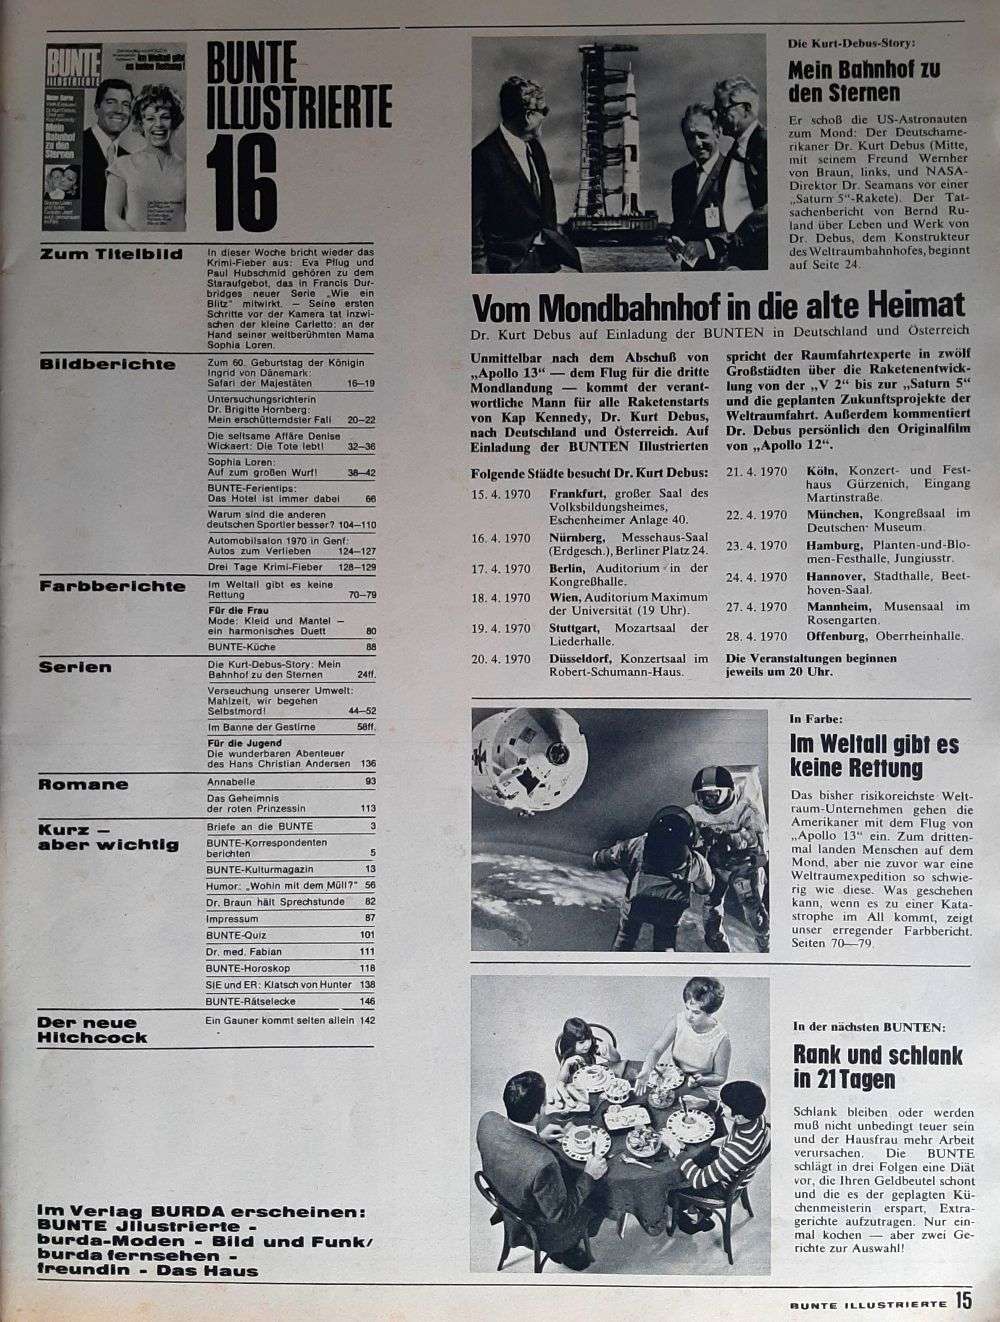 BUNTE
ILLUSTRIERTE
16
BUNTE
ILLUSTRIERTE
Mein
Bahnhof
zu den
Sternen
Zum Titelbild
In dieser Woche bricht wieder das
Krimi-Fieber aus: Eva Pflug und
Paul Hubschmid gehören zu dem
Staraufgebot, das in Francis Dur-
bridges neuer Serie „Wie ein
Blitz" mitwirkt. — Seine ersten
Schritte vor der Kamera tat inzwi-
schen der kleine Carletto: an der
Hand seiner weltberühmten Mama
Sophia Loren.
Bildberichte
Zum 60. Geburtstag der Königin
Ingrid von Dänemark:
Safari der Majestäten 16—19
Untersuchungsrichterin
Dr. Brigitte Hornberg:
Mein erschütterndster Fall 20—22
Die seltsame Affäre Denise
Wickaert: Die Tote lebt! 32—36
Sophia Loren:
Auf zum großen Wurf! 38—42
BUNTE-Ferientips:
Das Hotel ist immer dabei 66
Warum sind die anderen
deutschen Sportler besser? 104—110
Automobilsalon 1970 in Genf:
Autos zum Verlieben 124—127
Drei Tage Krimi-Fieber 128—129
Farbberichte
Im Weltall gibt es keine
Rettung 70—79
Für die Frau
Mode: Kleid und Mantel —
ein harmonisches Duett 80
BUNTE-Küche 88
Serien
Die Kurt-Debus-Story: Mein
Bahnhof zu den Sternen 24ff.
Verseuchung unserer Umwelt:
Mahlzeit, wir begehen
Selbstmord! 44—52
Im Banne der Gestirne 58ff.
Für die Jugend
Die wunderbaren Abenteuer
des Hans Christian Andersen 136
Romane
Annabelle 93
Das Geheimnis
der roten Prinzessin 113
Kurz —
aber wichtig
Briefe an die BUNTE 3
BUNTE-Korrespondenten
berichten 5
BUNTE-Kulturmagazin 13
Humor: „Wohin mit dem Müll?" 56
Dr. Braun hält Sprechstunde 82
Impressum 87
BUNTE-Quiz 101
Dr. med. Fabian 111
BUNTE-Horoskop 118
SIE und ER: Klatsch von Hunter 138
BUNTE-Rätselecke 146
Der neue
Hitchcock
Ein Gauner kommt selten allein 142
Im Verlag BURDA erscheinen:
BUNTE Jllustrierte -
burda-Moden - Bild und Funk/
burda fernsehen -
freundin - Das Haus
Die Kurt-Debus-Story:
Mein Bahnhof zu
den Sternen
Er schoß die US-Astronauten
zum Mond: Der Deutschame-
rikaner Dr. Kurt Debus (Mitte,
mit seinem Freund Wernher
von Braun, links, und NASA-
Direktor Dr. Seamans vor einer
„Saturn 5"-Rakete). Der Tat-
sachenbericht von Bernd Ru-
land über Leben und Werk von
Dr. Debus, dem Konstrukteur
des Weltraumbahnhofes, beginnt
auf Seite 24.
Vom Mondbahnhof in die alte Heimat
Dr. Kurt Debus auf Einladung der BUNTEN in Deutschland und Österreich
Unmittelbar nach dem Abschuß von
„Apollo 13" — dem Flug für die dritte
Mondlandung — kommt der verant-
wortliche Mann für alle Raketenstarts
von Kap Kennedy, Dr. Kurt Debus,
nach Deutschland und Österreich. Auf
Einladung der BUNTEN Illustrierten
spricht der Raumfahrtexperte in zwölf
Großstädten über die Raketenentwick-
lung von der „V 2" bis zur „Saturn 5"
und die geplanten Zukunftsprojekte der
Weltraumfahrt. Außerdem kommentiert
Dr. Debus persönlich den Originalfilm
von „Apollo 12".
Folgende Städte besucht Dr. Kurt Debus:
15. 4. 1970 Frankfurt, großer Saal des
Volksbildungsheimes,
Eschenheimer Anlage 40.
16. 4. 1970 Nürnberg, Messehaus-Saal
(Erdgesch.), Berliner Platz 24.
17. 4. 1970 Berlin, Auditorium in der
Kongreßhalle.
18. 4. 1970 Wien, Auditorium Maximum
der Universität (19 Uhr).
19. 4. 1970 Stuttgart, Mozartsaal der
Liederhalle.
20. 4. 1970 Düsseldorf, Konzertsaal im
Robert-Schumann-Haus.
21. 4. 1970 Köln, Konzert- und Fest-
haus Gürzenich, Eingang
Martinstraße.
22. 4. 1970 München, Kongreßsaal im
Deutschen Museum.
23. 4. 1970 Hamburg, Planten-und-Blo-
men-Festhalle, Jungiusstr.
24. 4. 1970 Hannover, Stadthalle, Beet-
hoven-Saal.
27. 4. 1970 Mannheim, Musensaal im
Rosengarten.
28. 4. 1970 Offenburg, Oberrheinhalle.
Die Veranstaltungen beginnen
jeweils um 20 Uhr.
In Farbe:
Im Weltall gibt es
keine Rettung
Das bisher risikoreichste Welt-
raum-Unternehmen gehen die
Amerikaner mit dem Flug von
„Apollo 13" ein. Zum dritten-
mal landen Menschen auf dem
Mond, aber nie zuvor war eine
Weltraumexpedition so schwie-
rig wie diese. Was geschehen
kann, wenn es zu einer Kata-
strophe im All kommt, zeigt
unser erregender Farbbericht.
Seiten 70—79.
In der nächsten BUNTEN:
Rank und schlank
in 21 Tagen
Schlank bleiben oder werden
muß nicht unbedingt teuer sein
und der Hausfrau mehr Arbeit
verursachen. Die BUNTE
schlägt in drei Folgen eine Diät
vor, die Ihren Geldbeutel schont
und die es der geplagten Kü-
chenmeisterin erspart, Extra-
gerichte aufzutragen. Nur ein-
mal kochen — aber zwei Ge-
richte zur Auswahl!
BUNTE ILLUSTRIERTE 15